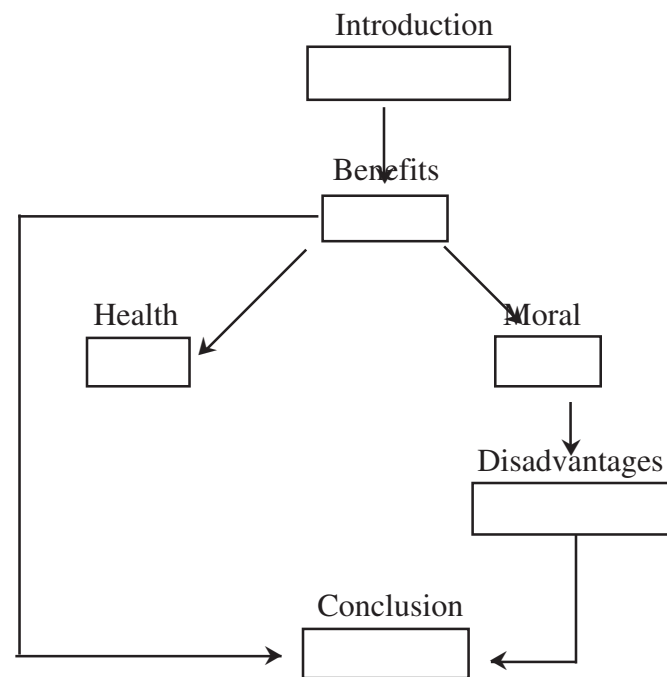 Introduction
Benefits
Health
Moral
Disadvantages
Conclusion